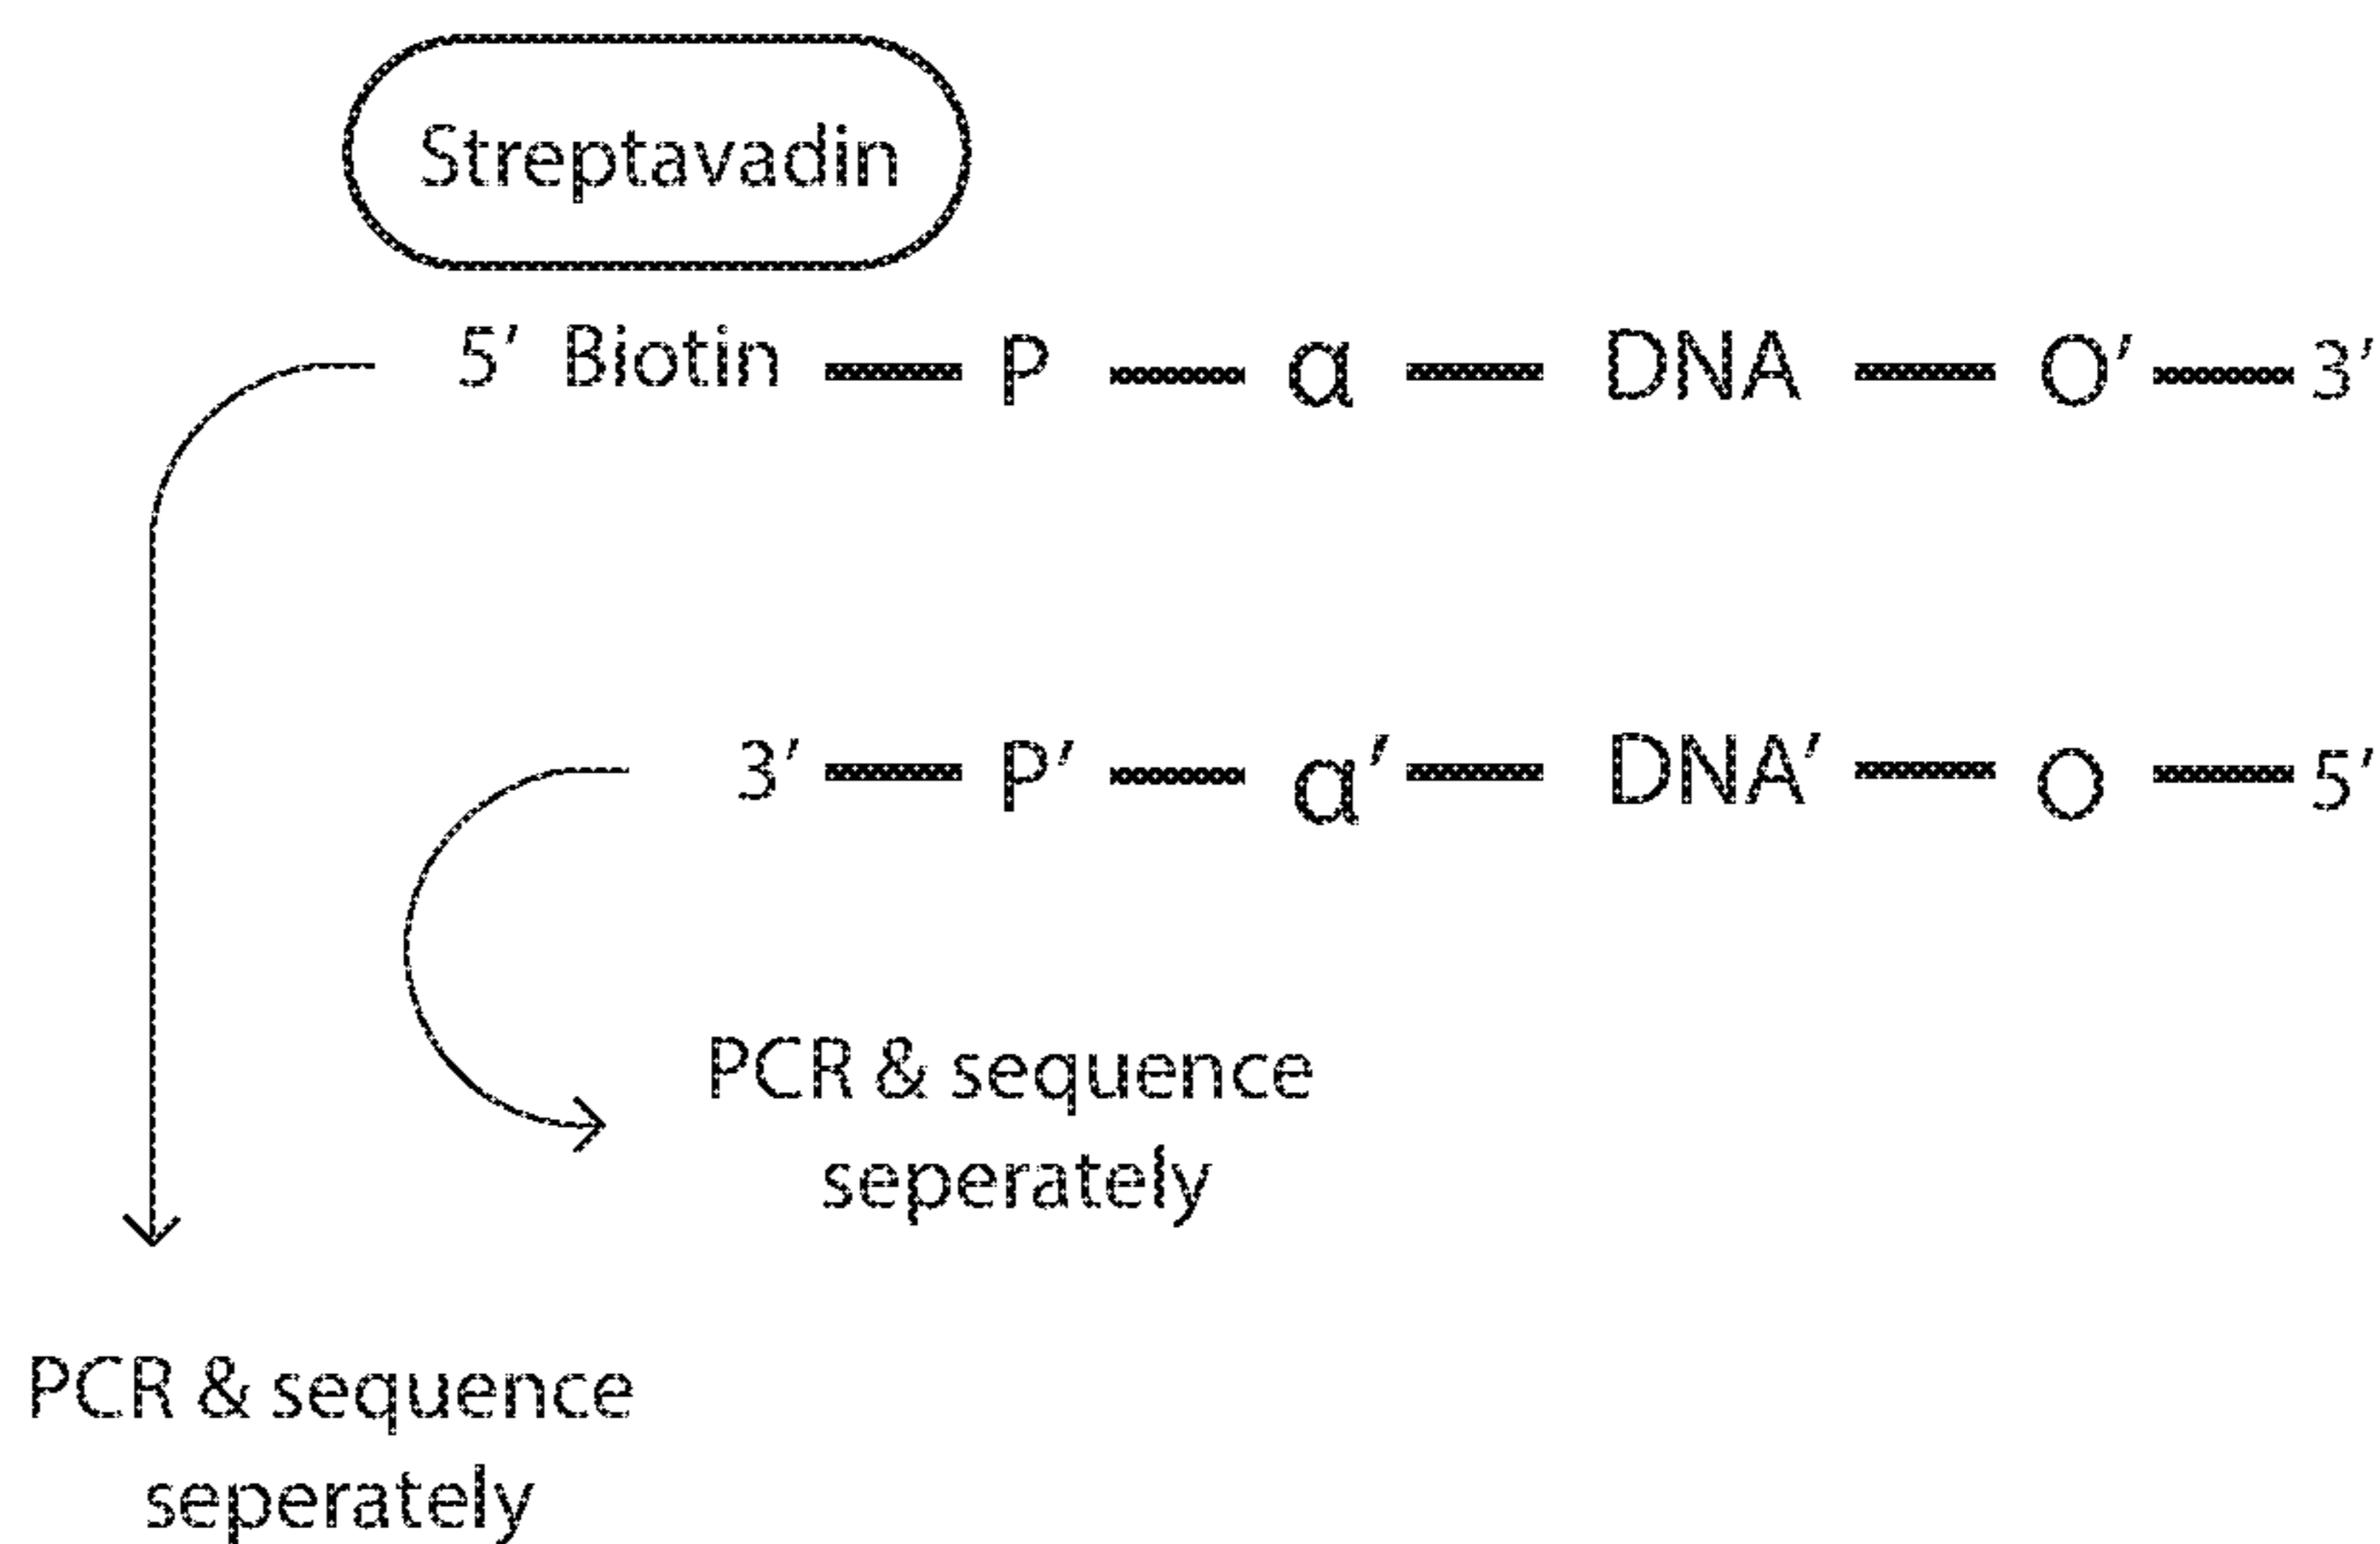 Streptavadin
5' Biotin P α DNA O' 3'
3' P' α' DNA' O 5'
PCR & sequence
seperately
PCR & sequence
seperately